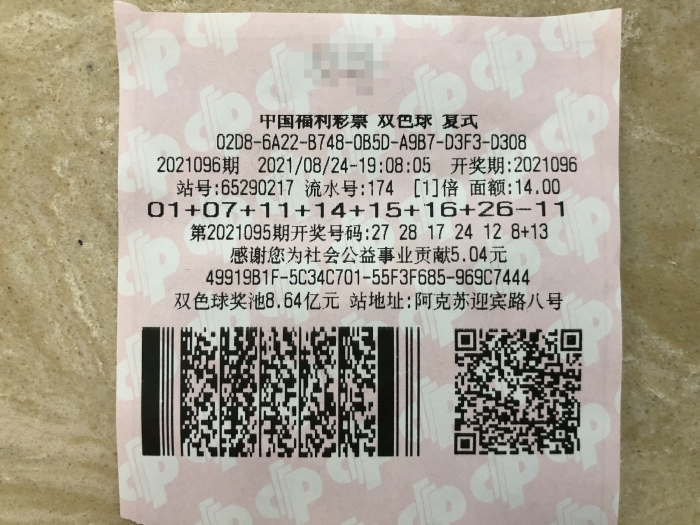 中国福利彩票 双色球 复式
02D8-6A22-B748-0B5D-A9B7-D3F3-D308
2021096期 2021/08/24-19:08:05 开奖期:2021096
站号:65290217 流水号:174 [1]倍 面额:14.00
01+07+11+14+15+16+26-11
第2021095期开奖号码:27 28 17 24 12 8+13
感谢您为社会公益事业贡献5.04元
49919B1F-5C34C701-55F3F685-969C7444
双色球奖池8.64亿元 站地址:阿克苏迎宾路八号